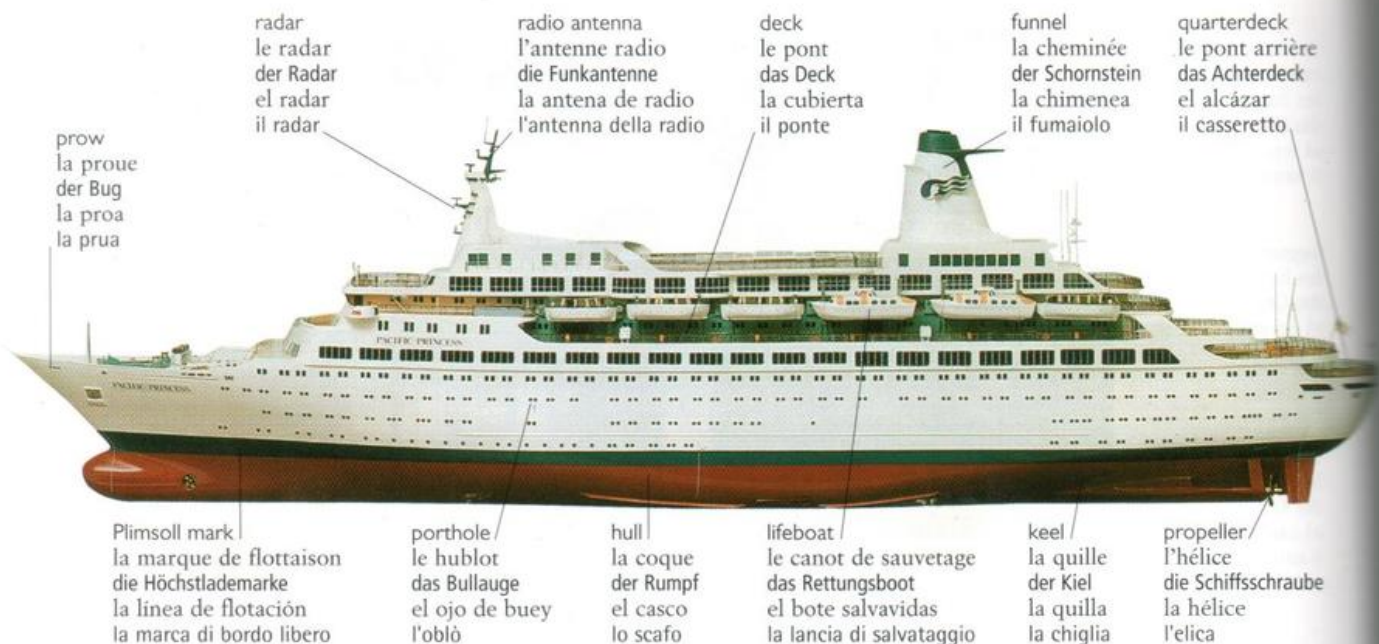 radar
le radar
der Radar
el radar
il radar
radio antenna
l'antenne radio
die Funkantenne
la antena de radio
l'antenna della radio
deck
le pont
das Deck
la cubierta
il ponte
funnel
la cheminée
der Schornstein
la chimenea
il fumaiolo
quarterdeck
le pont arrière
das Achterdeck
el alcázar
il casseretto
prow
la proue
der Bug
la proa
la prua
PACIFIC PRINCESS
PACIFIC PRINCESS
Plimsoll mark
la marque de flottaison
die Höchstlademarke
la línea de flotación
la marca di bordo libero
porthole
le hublot
das Bullauge
el ojo de buey
l'oblò
hull
la coque
der Rumpf
el casco
lo scafo
lifeboat
le canot de sauvetage
das Rettungsboot
el bote salvavidas
la lancia di salvataggio
keel
la quille
der Kiel
la quilla
la chiglia
propeller
l'hélice
die Schiffsschraube
la hélice
l'elica